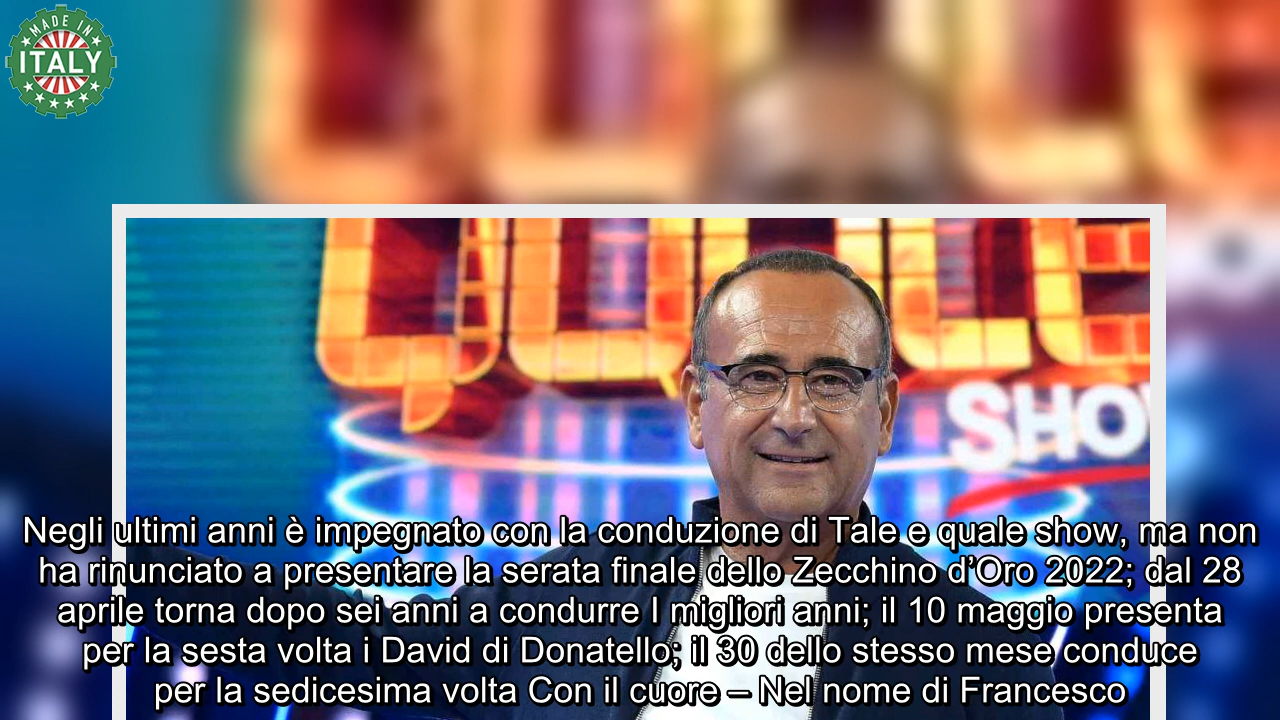 MADE IN
ITALY
SHO
Negli ultimi anni è impegnato con la conduzione di Tale e quale show, ma non
ha rinunciato a presentare la serata finale dello Zecchino d’Oro 2022; dal 28
aprile torna dopo sei anni a condurre I migliori anni; il 10 maggio presenta
per la sesta volta i David di Donatello; il 30 dello stesso mese conduce
per la sedicesima volta Con il cuore – Nel nome di Francesco